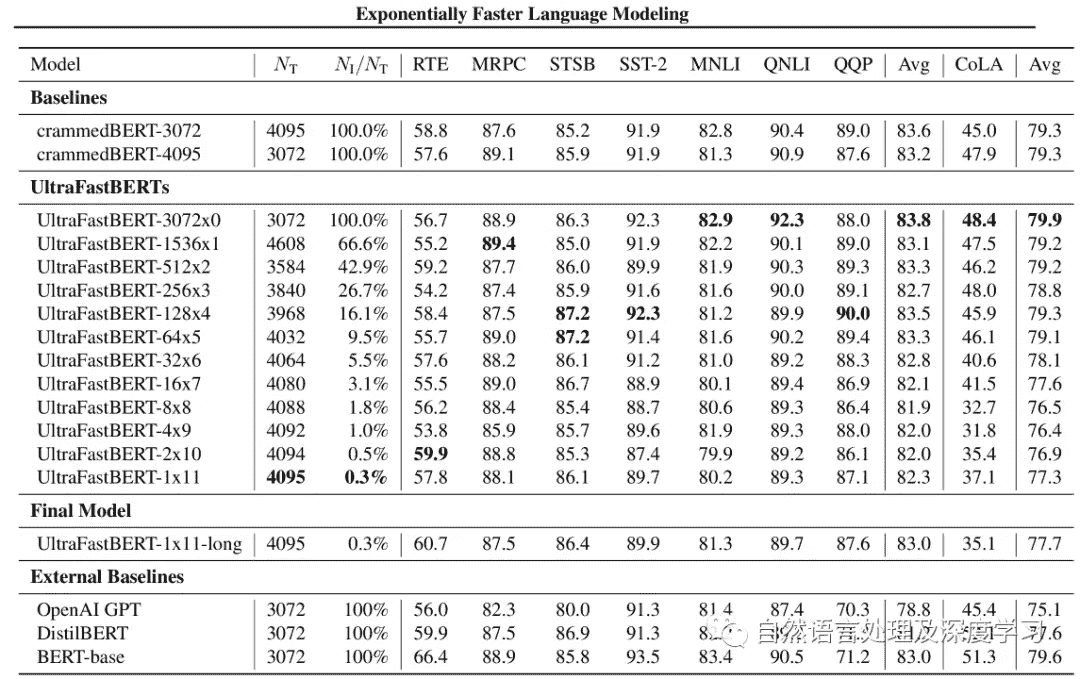 Exponentially Faster Language Modeling
Model NT NI/NT RTE MRPC STSB SST-2 MNLI QNLI QQP Avg CoLA Avg
Baselines
crammedBERT-3072 4095 100.0% 58.8 87.6 85.2 91.9 82.8 90.4 89.0 83.6 45.0 79.3
crammedBERT-4095 3072 100.0% 57.6 89.1 85.9 91.9 81.3 90.9 87.6 83.2 47.9 79.3
UltraFastBERTs
UltraFastBERT-3072x0 3072 100.0% 56.7 88.9 86.3 92.3 82.9 92.3 88.0 83.8 48.4 79.9
UltraFastBERT-1536x1 4608 66.6% 55.2 89.4 85.0 91.9 82.2 90.1 89.0 83.1 47.5 79.2
UltraFastBERT-512x2 3584 42.9% 59.2 87.7 86.0 89.9 81.9 90.3 89.3 83.3 46.2 79.2
UltraFastBERT-256x3 3840 26.7% 54.2 87.4 85.9 91.6 81.6 90.0 89.1 82.7 48.0 78.8
UltraFastBERT-128x4 3968 16.1% 58.4 87.5 87.2 92.3 81.2 89.9 90.0 83.5 45.9 79.3
UltraFastBERT-64x5 4032 9.5% 55.7 89.0 87.2 91.4 81.6 90.2 89.4 83.3 46.1 79.1
UltraFastBERT-32x6 4064 5.5% 57.6 88.2 86.1 91.2 81.0 89.2 88.3 82.8 40.6 78.1
UltraFastBERT-16x7 4080 3.1% 55.5 89.0 86.7 88.9 80.1 89.4 86.9 82.1 41.5 77.6
UltraFastBERT-8x8 4088 1.8% 56.2 88.4 85.4 88.7 80.6 89.3 86.4 81.9 32.7 76.5
UltraFastBERT-4x9 4092 1.0% 53.8 85.9 85.7 89.6 81.9 89.3 88.0 82.0 31.8 76.4
UltraFastBERT-2x10 4094 0.5% 59.9 88.8 85.3 87.4 79.9 89.2 86.1 82.0 35.4 76.9
UltraFastBERT-1x11 4095 0.3% 57.8 88.1 86.1 89.7 80.2 89.3 87.1 82.3 37.1 77.3
Final Model
UltraFastBERT-1x11-long 4095 0.3% 60.7 87.5 86.4 89.9 81.3 89.7 87.6 83.0 35.1 77.7
External Baselines
OpenAI GPT 3072 100% 56.0 82.3 80.0 91.3 81.4 87.4 70.3 78.8 45.4 75.1
DistilBERT 3072 100% 59.9 87.5 86.9 91.3
自然语言处理及深度学习
BERT-base 3072 100% 66.4 88.9 85.8 93.5 83.4 90.5 71.2 83.0 51.3 79.6